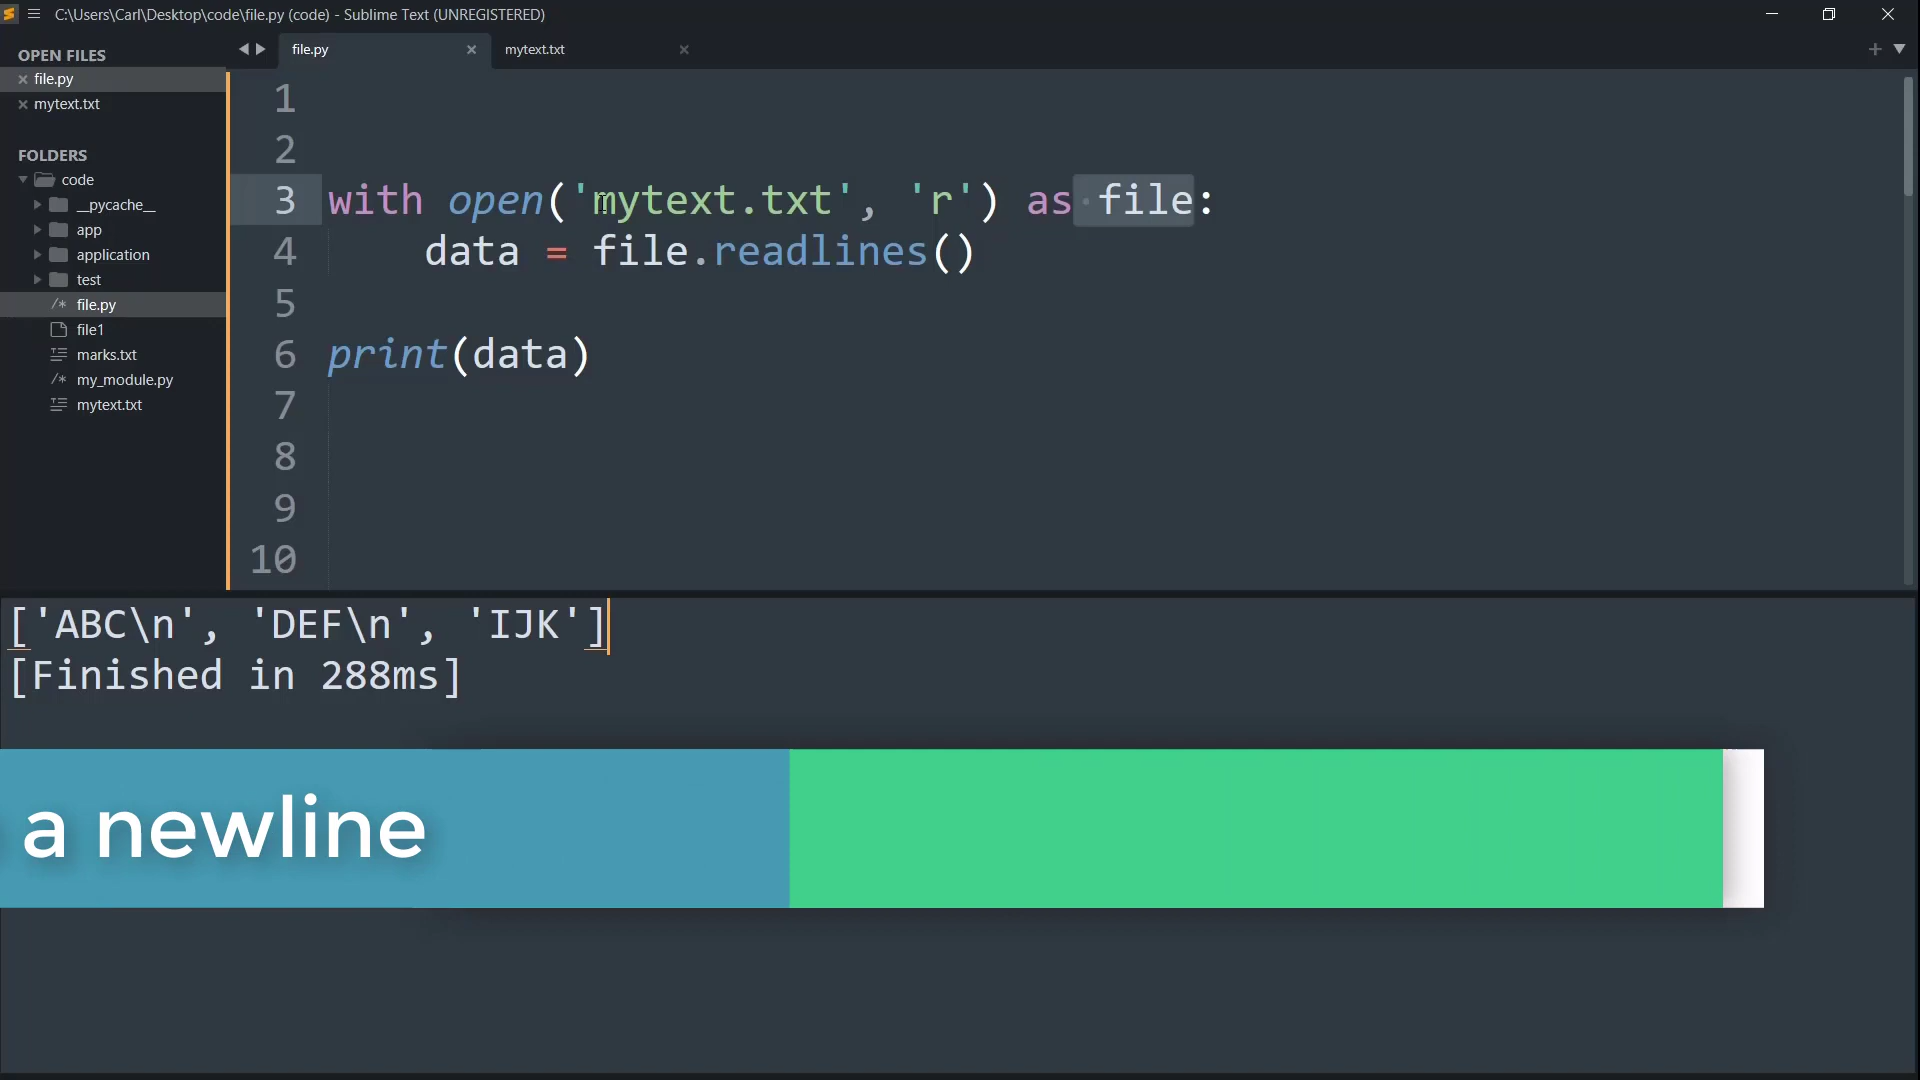 C:\Users\Carl\Desktop\code\file.py (code) - Sublime Text (UNREGISTERED)
OPEN FILES
file.py
mytext.txt
FOLDERS
code
__pycache__
app
application
test
file.py
file1
marks.txt
my_module.py
mytext.txt
file.py
mytext.txt
1
2
3 with open('mytext.txt', 'r') as file:
4 data = file.readlines()
5
6 print(data)
7
8
9
10
['ABC\n', 'DEF\n', 'IJK']
[Finished in 288ms]
a newline